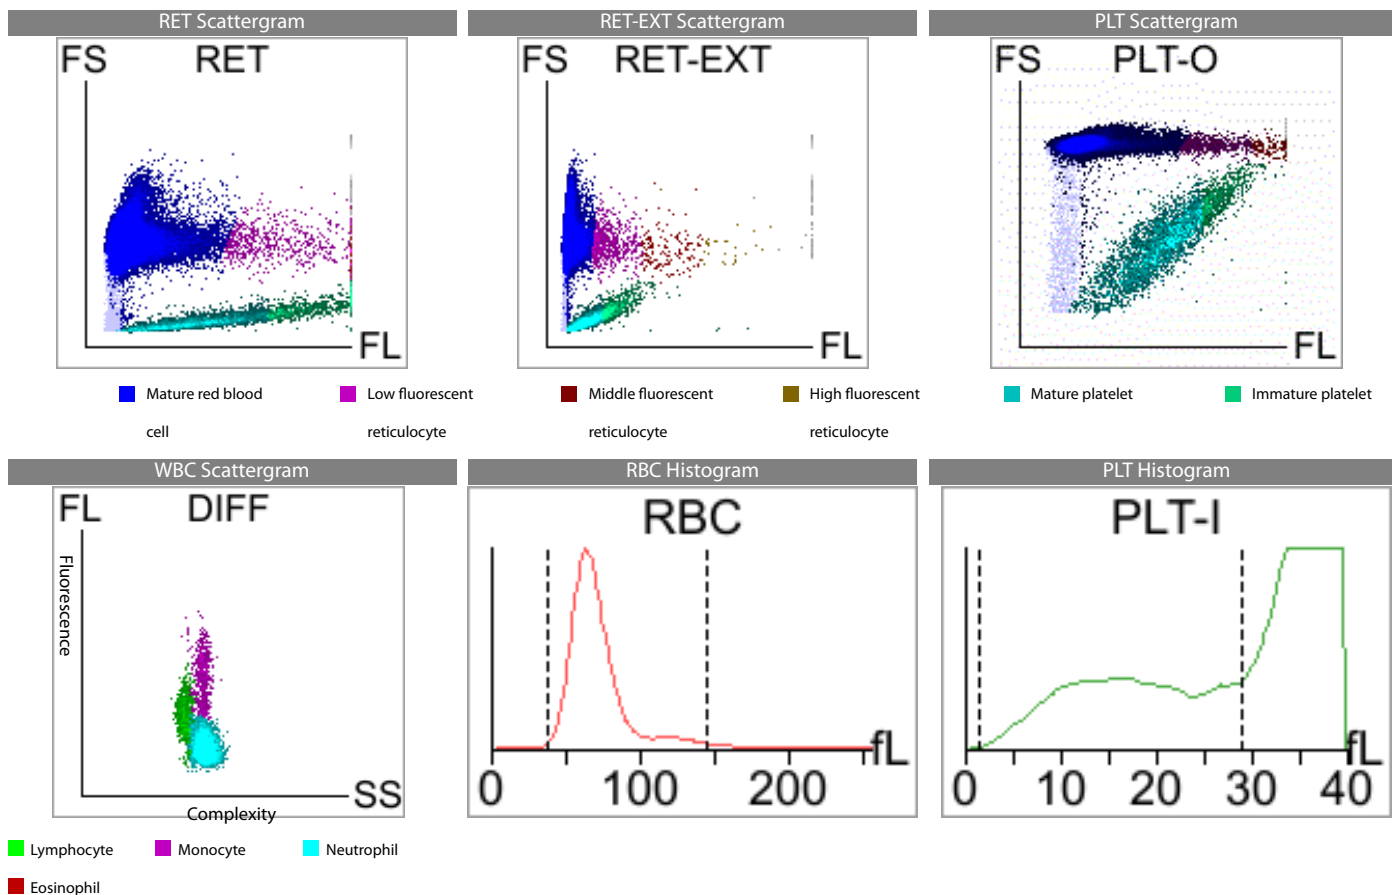 RET Scattergram
RET-EXT Scattergram
PLT Scattergram
FS RET
FL
FS RET-EXT
FL
FS PLT-O
FL
Mature red blood cell
Low fluorescent reticulocyte
Middle fluorescent reticulocyte
High fluorescent reticulocyte
Mature platelet
Immature platelet
WBC Scattergram
RBC Histogram
PLT Histogram
FL DIFF
Fluorescence
SS
Complexity
RBC
fL
0 100 200
PLT-I
fL
0 10 20 30 40
Lymphocyte
Monocyte
Neutrophil
Eosinophil